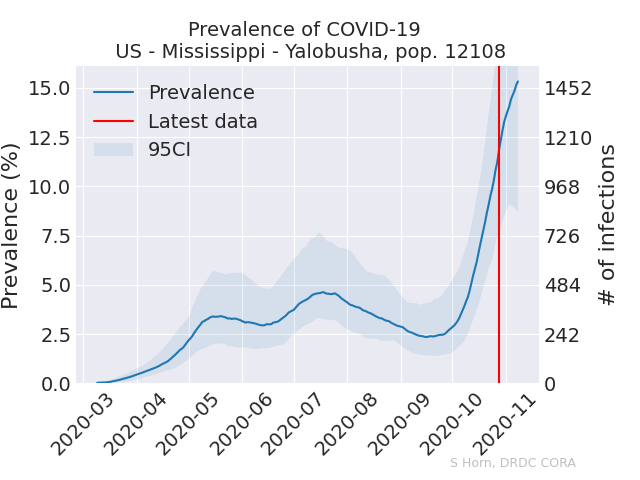 Prevalence of COVID-19
US - Mississippi - Yalobusha, pop. 12108
Prevalence (%)
15.0
12.5
10.0
7.5
5.0
2.5
0.0
Prevalence
Latest data
95CI
1452
1210
968
726
484
242
0
# of infections
2020-03
2020-04
2020-05
2020-06
2020-07
2020-08
2020-09
2020-10
2020-11
S Horn, DRDC CORA